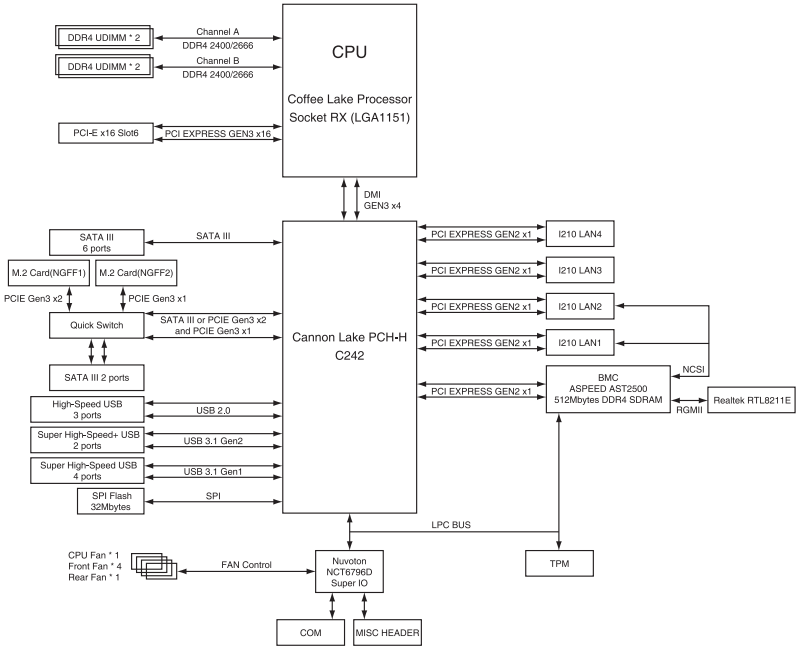 DDR4 UDIMM * 2
Channel A
DDR4 2400/2666
DDR4 UDIMM * 2
Channel B
DDR4 2400/2666
CPU
Coffee Lake Processor
Socket RX (LGA1151)
PCI-E x16 Slot6
PCI EXPRESS GEN3 x16
DMI
GEN3 x4
SATA III
6 ports
SATA III
M.2 Card(NGFF1)
M.2 Card(NGFF2)
PCIE Gen3 x2
PCIE Gen3 x1
Quick Switch
SATA III or PCIE Gen3 x2
and PCIE Gen3 x1
SATA III 2 ports
High-Speed USB
3 ports
USB 2.0
Super High-Speed+ USB
2 ports
USB 3.1 Gen2
Super High-Speed USB
4 ports
USB 3.1 Gen1
SPI Flash
32Mbytes
SPI
Cannon Lake PCH-H
C242
PCI EXPRESS GEN2 x1
I210 LAN4
PCI EXPRESS GEN2 x1
I210 LAN3
PCI EXPRESS GEN2 x1
I210 LAN2
PCI EXPRESS GEN2 x1
I210 LAN1
NCSI
PCI EXPRESS GEN2 x1
BMC
ASPEED AST2500
512Mbytes DDR4 SDRAM
RGMII
Realtek RTL8211E
LPC BUS
TPM
CPU Fan * 1
Front Fan * 4
Rear Fan * 1
FAN Control
Nuvoton
NCT6796D
Super IO
COM
MISC HEADER